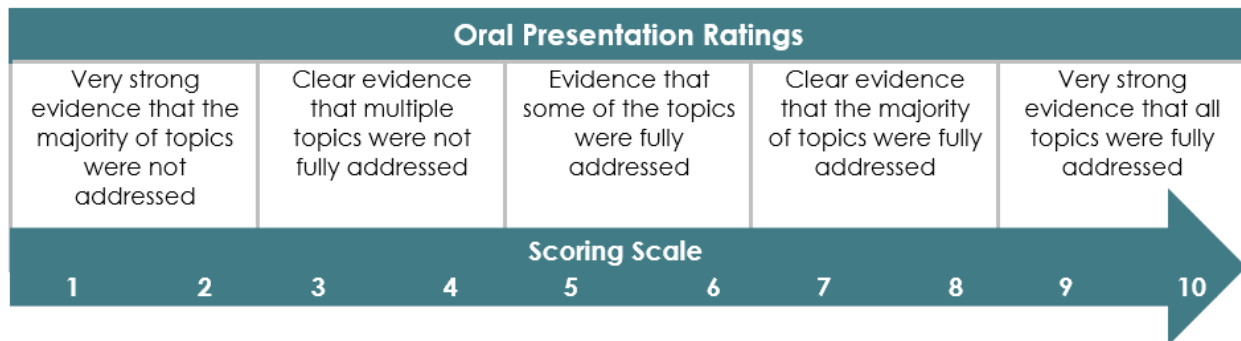 Oral Presentation Ratings
Very strong
evidence that the
majority of topics
were not
addressed
Clear evidence
that multiple
topics were not
fully addressed
Evidence that
some of the topics
were fully
addressed
Clear evidence
that the majority
of topics were fully
addressed
Very strong
evidence that all
topics were fully
addressed
Scoring Scale
1 2 3 4 5 6 7 8 9 10